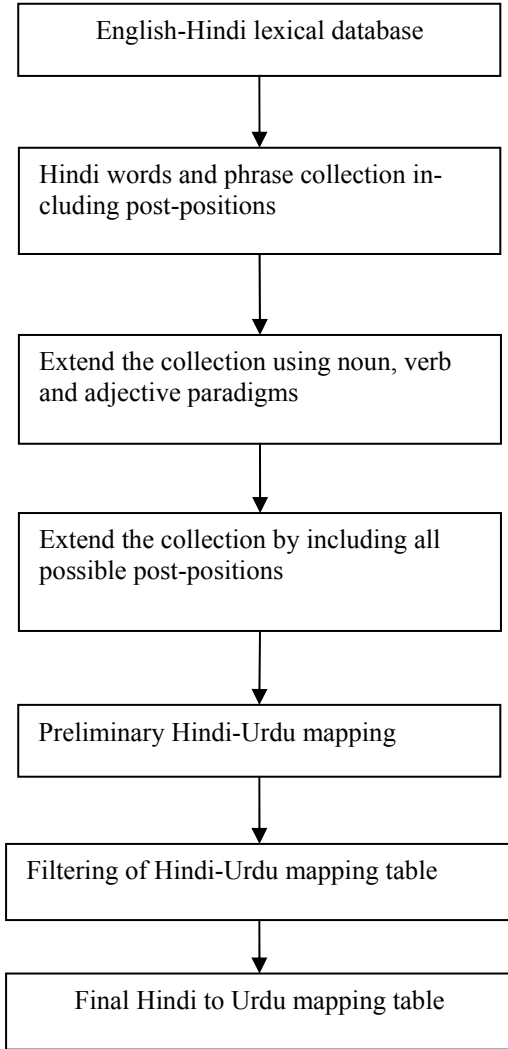 English-Hindi lexical database
Hindi words and phrase collection in-
cluding post-positions
Extend the collection using noun, verb
and adjective paradigms
Extend the collection by including all
possible post-positions
Preliminary Hindi-Urdu mapping
Filtering of Hindi-Urdu mapping table
Final Hindi to Urdu mapping table